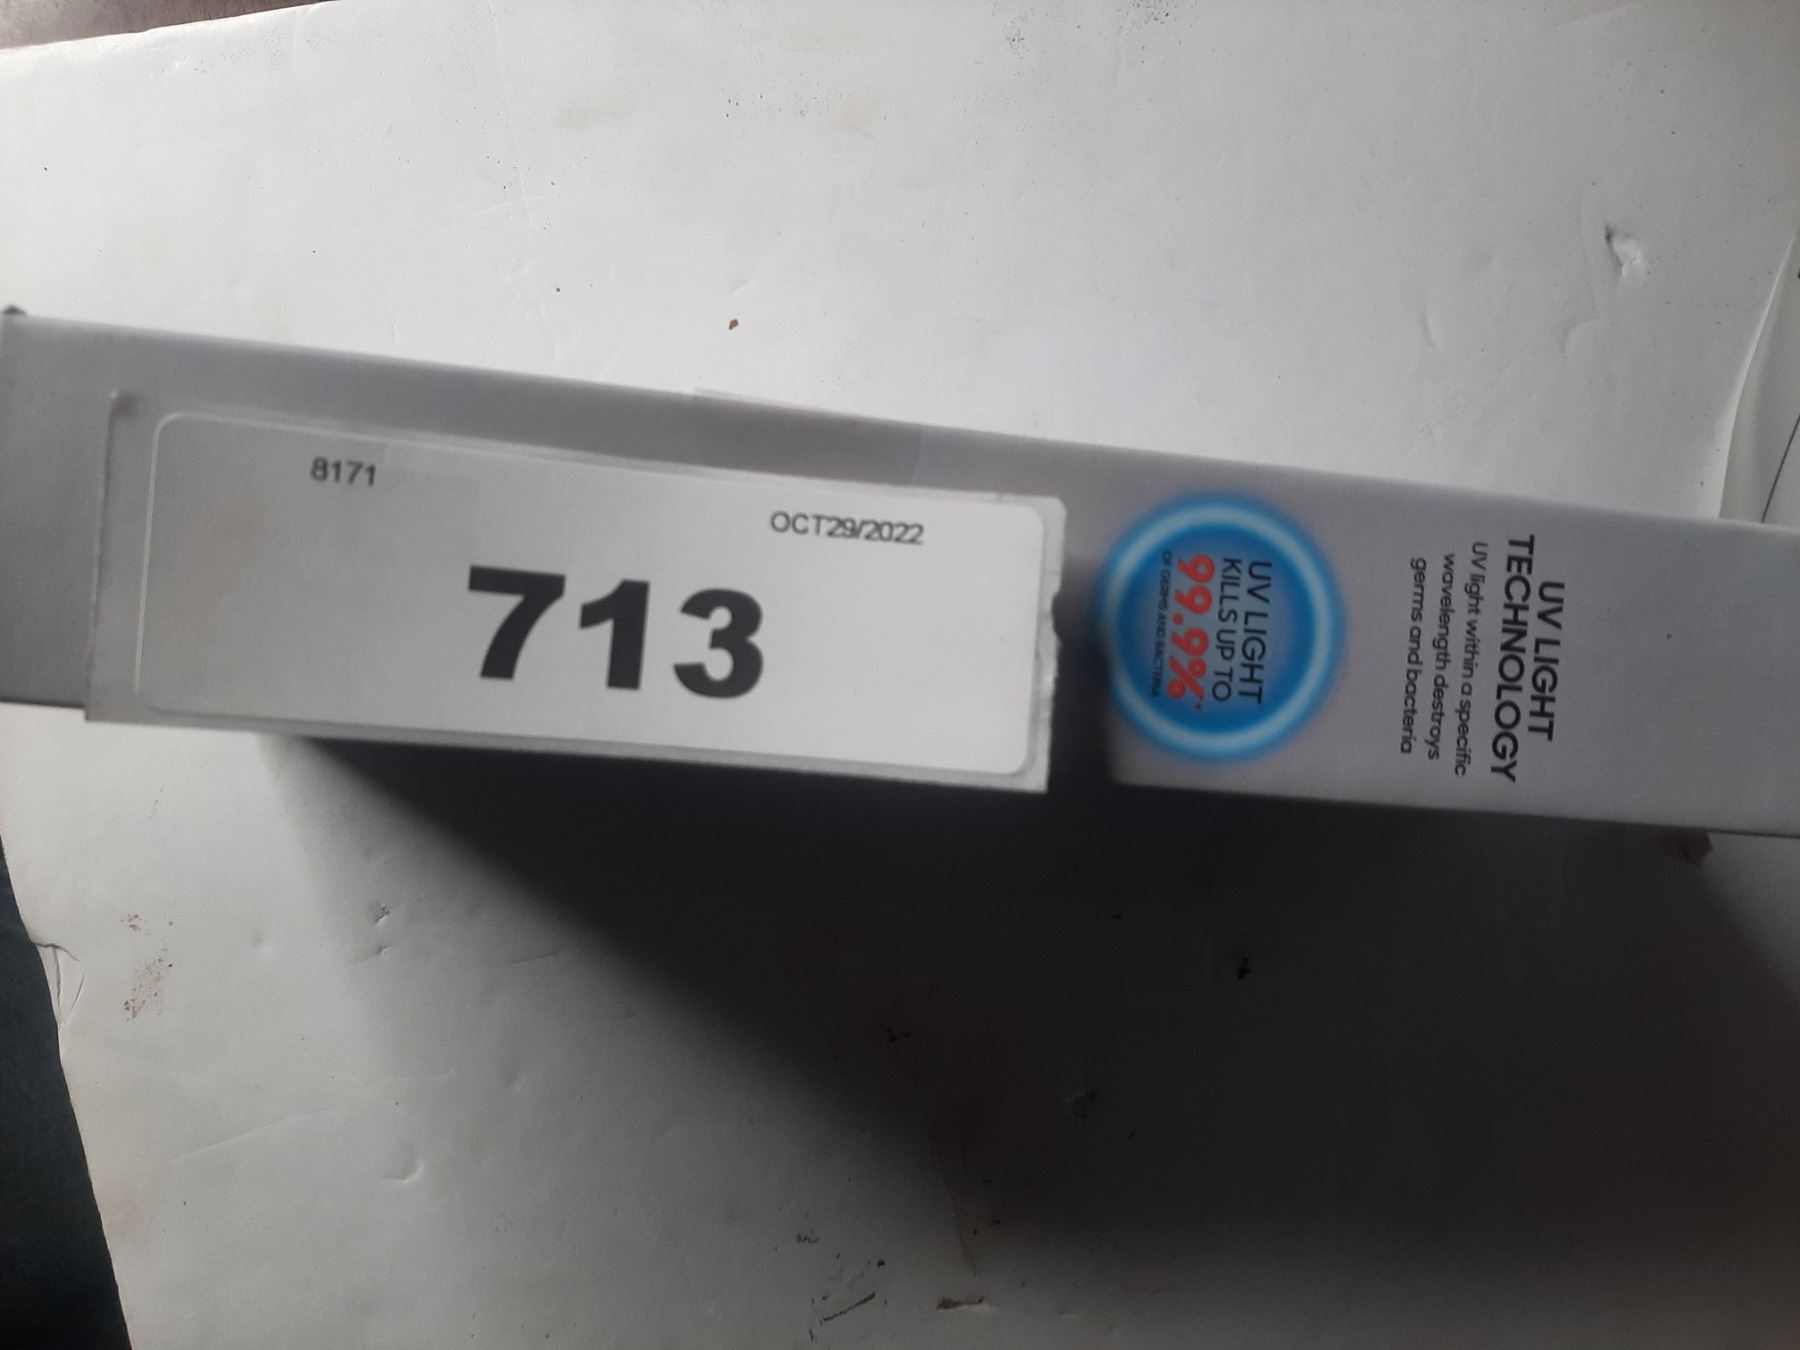 8171
OCT29/2022
713
UV LIGHT
KILLS UP TO
99.9%*
OF GERMS AND BACTERIA
UV LIGHT
TECHNOLOGY
UV light within a specific
wavelength destroys
germs and bacteria